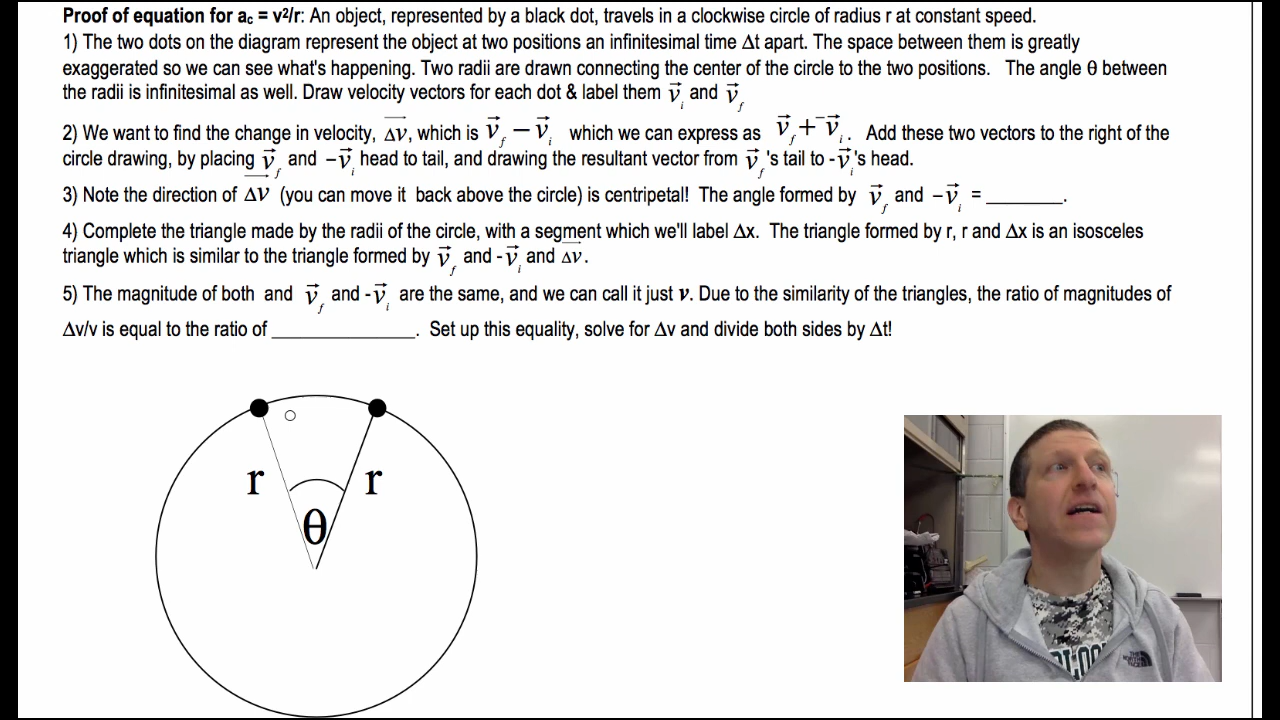 Proof of equation for a꜀ = v²/r: An object, represented by a black dot, travels in a clockwise circle of radius r at constant speed.
1) The two dots on the diagram represent the object at two positions an infinitesimal time Δt apart. The space between them is greatly
exaggerated so we can see what's happening. Two radii are drawn connecting the center of the circle to the two positions. The angle θ between
the radii is infinitesimal as well. Draw velocity vectors for each dot & label them v⃗ᵢ and v⃗_f
2) We want to find the change in velocity, Δv⃗, which is v⃗_f − v⃗ᵢ which we can express as v⃗_f + ⁻v⃗ᵢ. Add these two vectors to the right of the
circle drawing, by placing v⃗_f and −v⃗ᵢ head to tail, and drawing the resultant vector from v⃗_f 's tail to -v⃗ᵢ's head.
3) Note the direction of Δv⃗ (you can move it back above the circle) is centripetal! The angle formed by v⃗_f and −v⃗ᵢ = ________.
4) Complete the triangle made by the radii of the circle, with a segment which we'll label Δx. The triangle formed by r, r and Δx is an isosceles
triangle which is similar to the triangle formed by v⃗_f and -v⃗ᵢ and Δv⃗.
5) The magnitude of both and v⃗_f and -v⃗ᵢ are the same, and we can call it just v. Due to the similarity of the triangles, the ratio of magnitudes of
Δv/v is equal to the ratio of _______________. Set up this equality, solve for Δv and divide both sides by Δt!
r r
θ
THE NORTH FACE